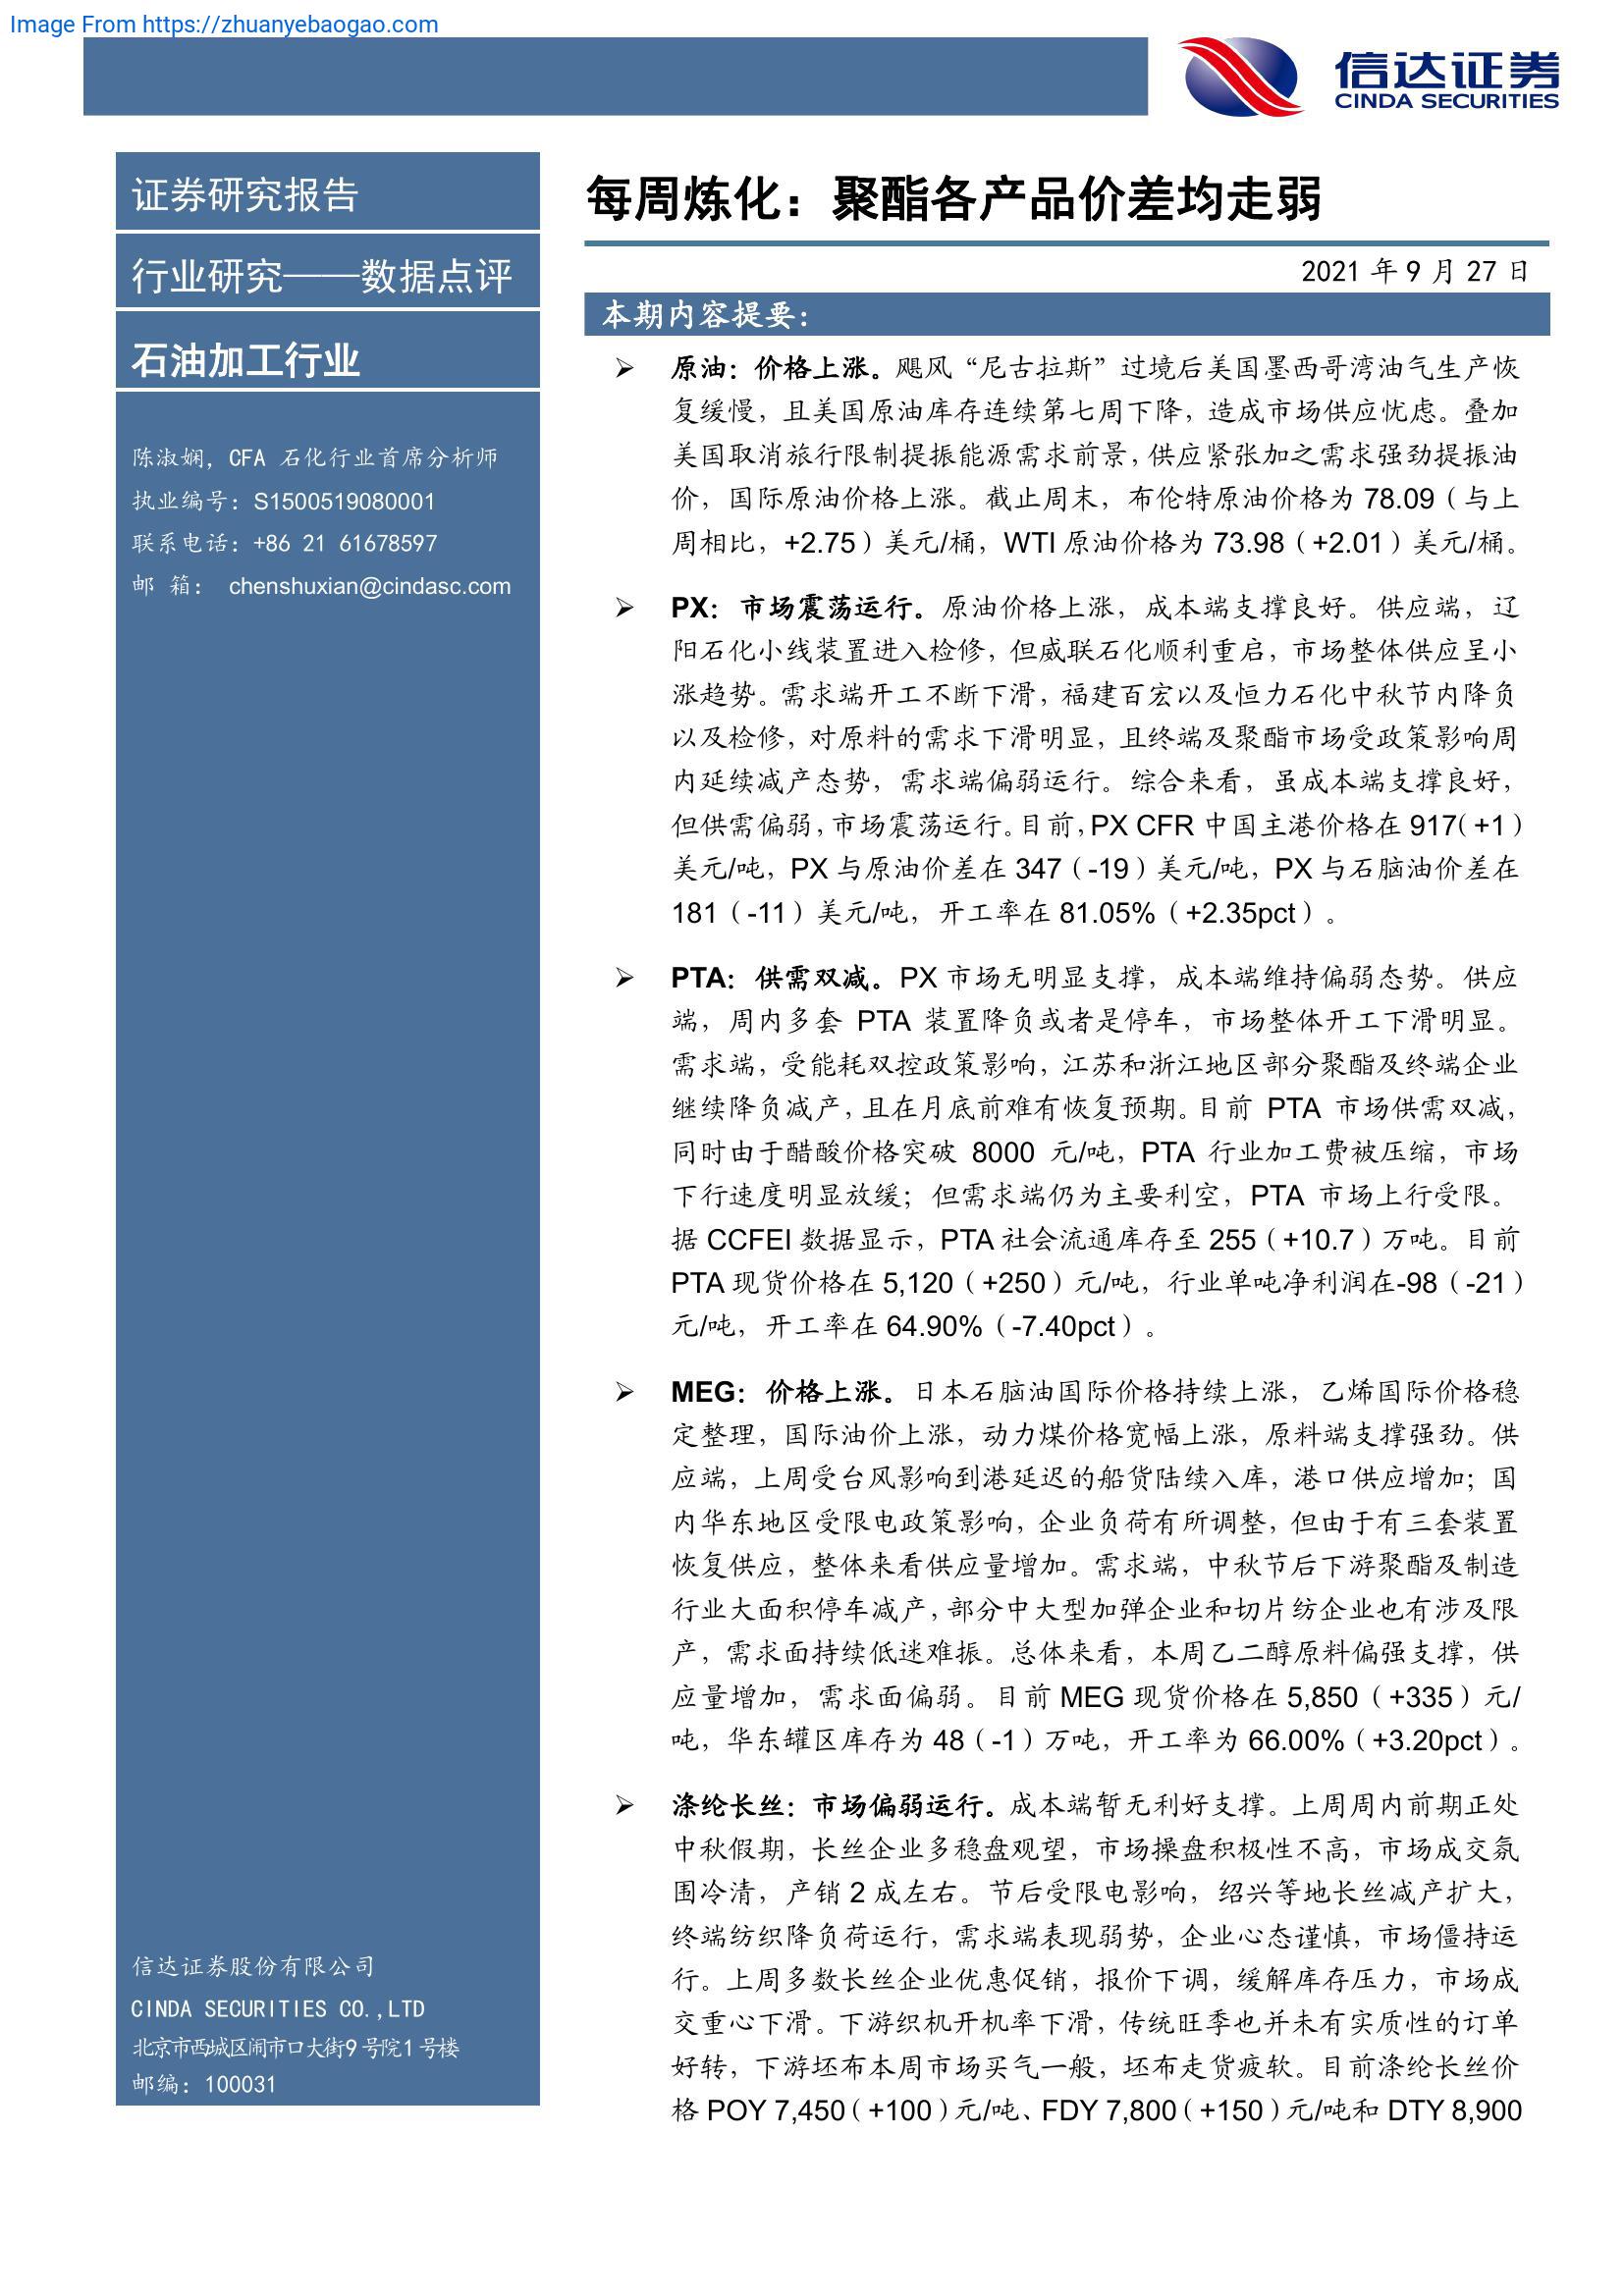 Image From https://zhuanyebaogao.com
信达证券
CINDA SECURITIES
证券研究报告
行业研究——数据点评
石油加工行业
陈淑娴，CFA 石化行业首席分析师
执业编号：S1500519080001
联系电话：+86 21 61678597
邮 箱： chenshuxian@cindasc.com
信达证券股份有限公司
CINDA SECURITIES CO.,LTD
北京市西城区闹市口大街9号院1号楼
邮编：100031
每周炼化：聚酯各产品价差均走弱
2021 年 9 月 27 日
本期内容提要：
➢ 原油：价格上涨。飓风“尼古拉斯”过境后美国墨西哥湾油气生产恢
复缓慢，且美国原油库存连续第七周下降，造成市场供应忧虑。叠加
美国取消旅行限制提振能源需求前景，供应紧张加之需求强劲提振油
价，国际原油价格上涨。截止周末，布伦特原油价格为 78.09（与上
周相比，+2.75）美元/桶，WTI 原油价格为 73.98（+2.01）美元/桶。
➢ PX：市场震荡运行。原油价格上涨，成本端支撑良好。供应端，辽
阳石化小线装置进入检修，但威联石化顺利重启，市场整体供应呈小
涨趋势。需求端开工不断下滑，福建百宏以及恒力石化中秋节内降负
以及检修，对原料的需求下滑明显，且终端及聚酯市场受政策影响周
内延续减产态势，需求端偏弱运行。综合来看，虽成本端支撑良好，
但供需偏弱，市场震荡运行。目前，PX CFR 中国主港价格在 917（+1）
美元/吨，PX 与原油价差在 347（-19）美元/吨，PX 与石脑油价差在
181（-11）美元/吨，开工率在 81.05%（+2.35pct）。
➢ PTA：供需双减。PX 市场无明显支撑，成本端维持偏弱态势。供应
端，周内多套 PTA 装置降负或者是停车，市场整体开工下滑明显。
需求端，受能耗双控政策影响，江苏和浙江地区部分聚酯及终端企业
继续降负减产，且在月底前难有恢复预期。目前 PTA 市场供需双减，
同时由于醋酸价格突破 8000 元/吨，PTA 行业加工费被压缩，市场
下行速度明显放缓；但需求端仍为主要利空，PTA 市场上行受限。
据 CCFEI 数据显示，PTA 社会流通库存至 255（+10.7）万吨。目前
PTA 现货价格在 5,120（+250）元/吨，行业单吨净利润在-98（-21）
元/吨，开工率在 64.90%（-7.40pct）。
➢ MEG：价格上涨。日本石脑油国际价格持续上涨，乙烯国际价格稳
定整理，国际油价上涨，动力煤价格宽幅上涨，原料端支撑强劲。供
应端，上周受台风影响到港延迟的船货陆续入库，港口供应增加；国
内华东地区受限电政策影响，企业负荷有所调整，但由于有三套装置
恢复供应，整体来看供应量增加。需求端，中秋节后下游聚酯及制造
行业大面积停车减产，部分中大型加弹企业和切片纺企业也有涉及限
产，需求面持续低迷难振。总体来看，本周乙二醇原料偏强支撑，供
应量增加，需求面偏弱。目前 MEG 现货价格在 5,850（+335）元/
吨，华东罐区库存为 48（-1）万吨，开工率为 66.00%（+3.20pct）。
➢ 涤纶长丝：市场偏弱运行。成本端暂无利好支撑。上周周内前期正处
中秋假期，长丝企业多稳盘观望，市场操盘积极性不高，市场成交氛
围冷清，产销 2 成左右。节后受限电影响，绍兴等地长丝减产扩大，
终端纺织降负荷运行，需求端表现弱势，企业心态谨慎，市场僵持运
行。上周多数长丝企业优惠促销，报价下调，缓解库存压力，市场成
交重心下滑。下游织机开机率下滑，传统旺季也并未有实质性的订单
好转，下游坯布本周市场买气一般，坯布走货疲软。目前涤纶长丝价
格 POY 7,450（+100）元/吨、FDY 7,800（+150）元/吨和 DTY 8,900